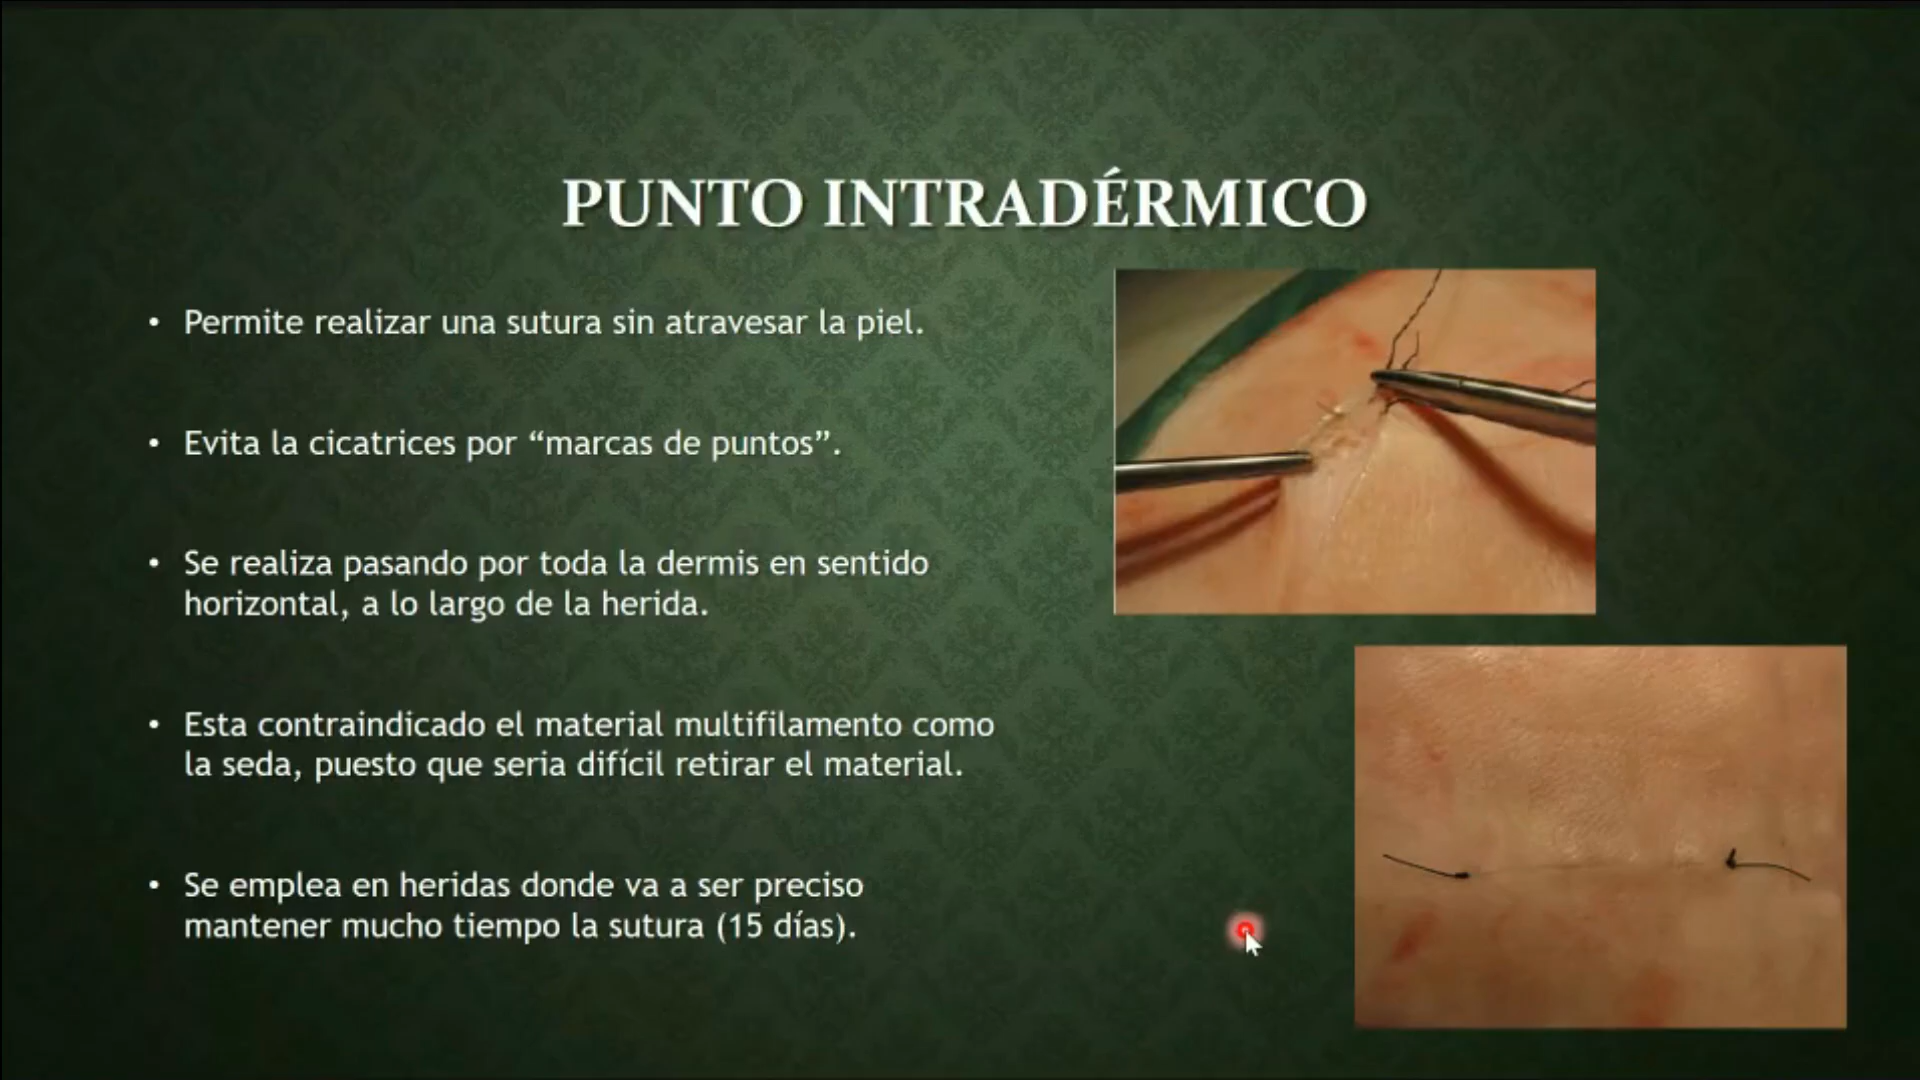 PUNTO INTRADÉRMICO
• Permite realizar una sutura sin atravesar la piel.
• Evita la cicatrices por “marcas de puntos”.
• Se realiza pasando por toda la dermis en sentido
horizontal, a lo largo de la herida.
• Esta contraindicado el material multifilamento como
la seda, puesto que seria difícil retirar el material.
• Se emplea en heridas donde va a ser preciso
mantener mucho tiempo la sutura (15 días).